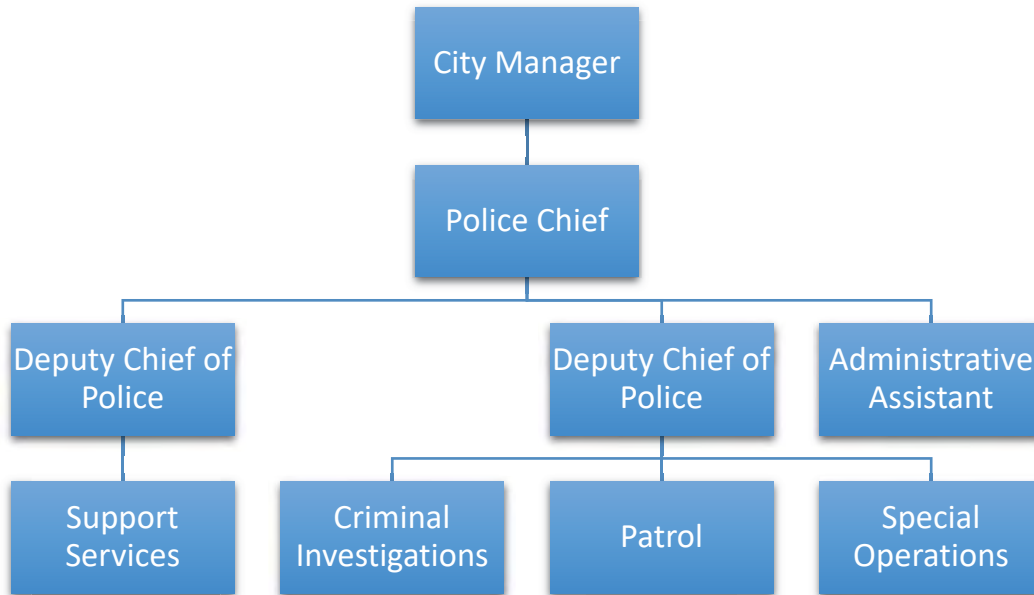 City Manager
Police Chief
Deputy Chief of
Police
Deputy Chief of
Police
Administrative
Assistant
Support
Services
Criminal
Investigations
Patrol
Special
Operations